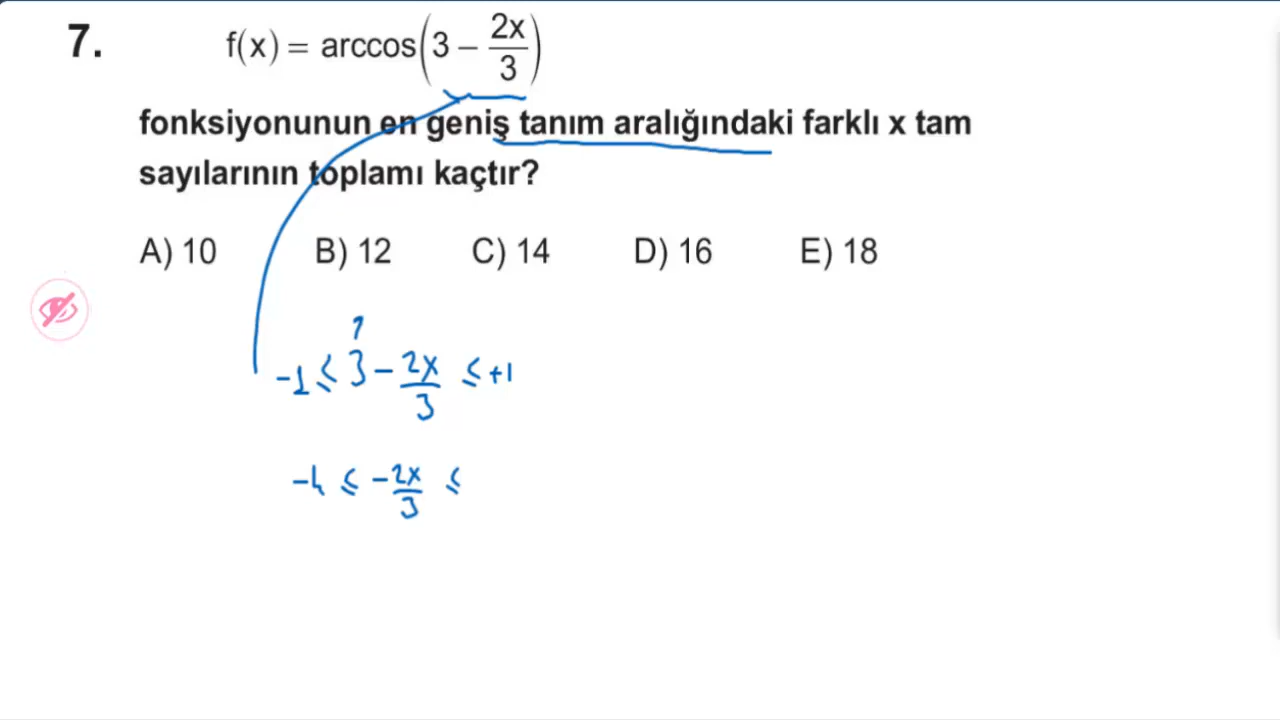 7. f(x) = arccos(3 – 2x/3)
fonksiyonunun en geniş tanım aralığındaki farklı x tam
sayılarının toplamı kaçtır?
A) 10 B) 12 C) 14 D) 16 E) 18
-1 ≤ 3 - 2x/3 ≤ +1
-4 ≤ -2x/3 ≤